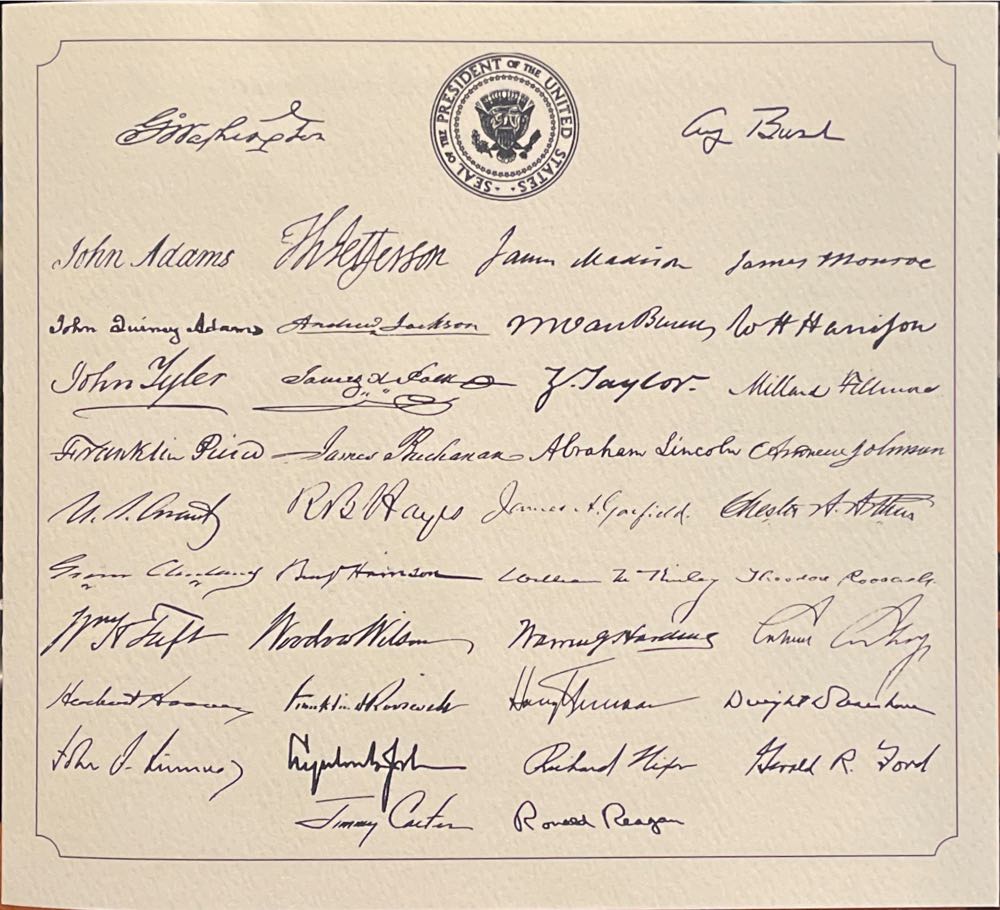 SEAL OF THE PRESIDENT OF THE UNITED STATES
G Washington Geo Bush
John Adams Th Jefferson James Madison James Monroe
John Quincy Adams Andrew Jackson M Van Buren W H Harrison
John Tyler James K Polk Z. Taylor. Millard Fillmore
Franklin Pierce James Buchanan Abraham Lincoln Andrew Johnson
U. S. Grant R B Hayes James A. Garfield. Chester A. Arthur
Grover Cleveland Benj Harrison William McKinley Theodore Roosevelt
Wm H Taft Woodrow Wilson Warren G Harding Calvin Coolidge
Herbert Hoover Franklin D Roosevelt Harry Truman Dwight D Eisenhower
John F. Kennedy Lyndon B Johnson Richard Nixon Gerald R. Ford
Jimmy Carter Ronald Reagan